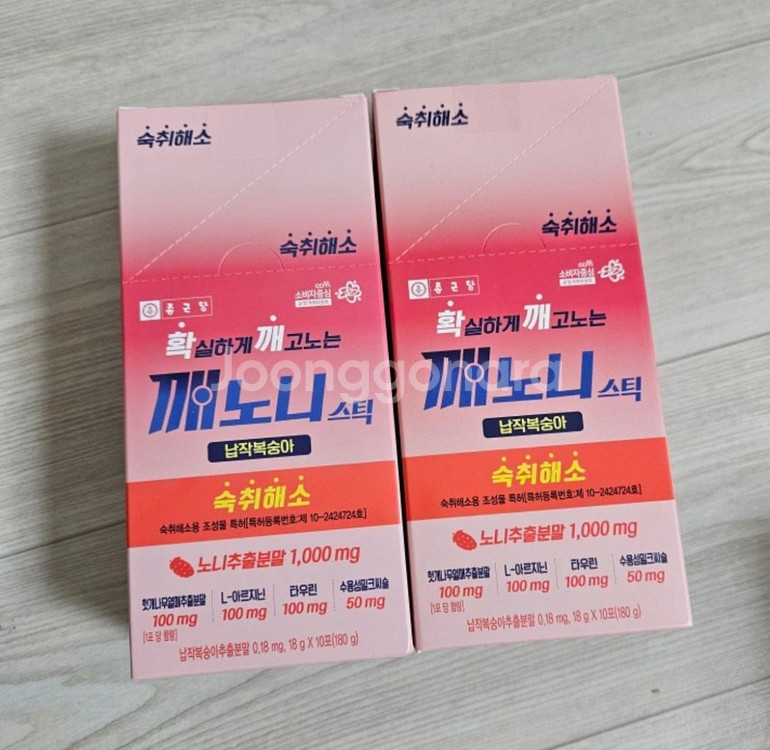 숙취해소
숙취해소
종근당
ccm
소비자중심
확실하게 깨고노는
깨노니 스틱
납작복숭아
숙취해소
숙취해소용 조성물 특허[특허등록번호:제 10-2424724호]
노니추출분말 1,000 mg
헛개나무열매추출분말 L-아르지닌 타우린 수용성밀크씨슬
100 mg 100 mg 100 mg 50 mg
[1포 당 함량]
납작복숭아추출분말 0.18 mg, 18 g X 10포(180 g)
숙취해소
숙취해소
종근당
ccm
소비자중심
확실하게 깨고노는
깨노니 스틱
납작복숭아
숙취해소
숙취해소용 조성물 특허[특허등록번호:제 10-2424724호]
노니추출분말 1,000 mg
헛개나무열매추출분말 L-아르지닌 타우린 수용성밀크씨슬
100 mg 100 mg 100 mg 50 mg
[1포 당 함량]
납작복숭아추출분말 0.18 mg, 18 g X 10포(180 g)
Joonggonara